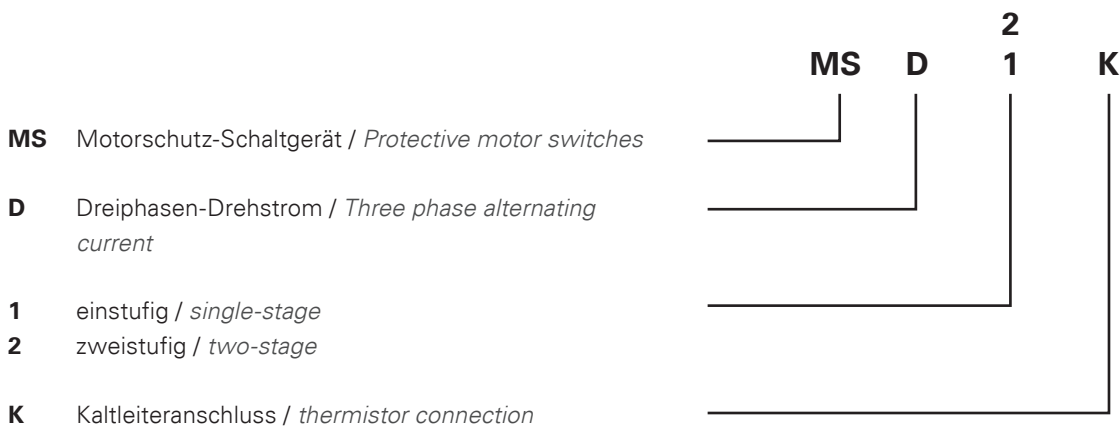 2
MS D 1 K
MS Motorschutz-Schaltgerät / Protective motor switches
D Dreiphasen-Drehstrom / Three phase alternating
current
1 einstufig / single-stage
2 zweistufig / two-stage
K Kaltleiteranschluss / thermistor connection